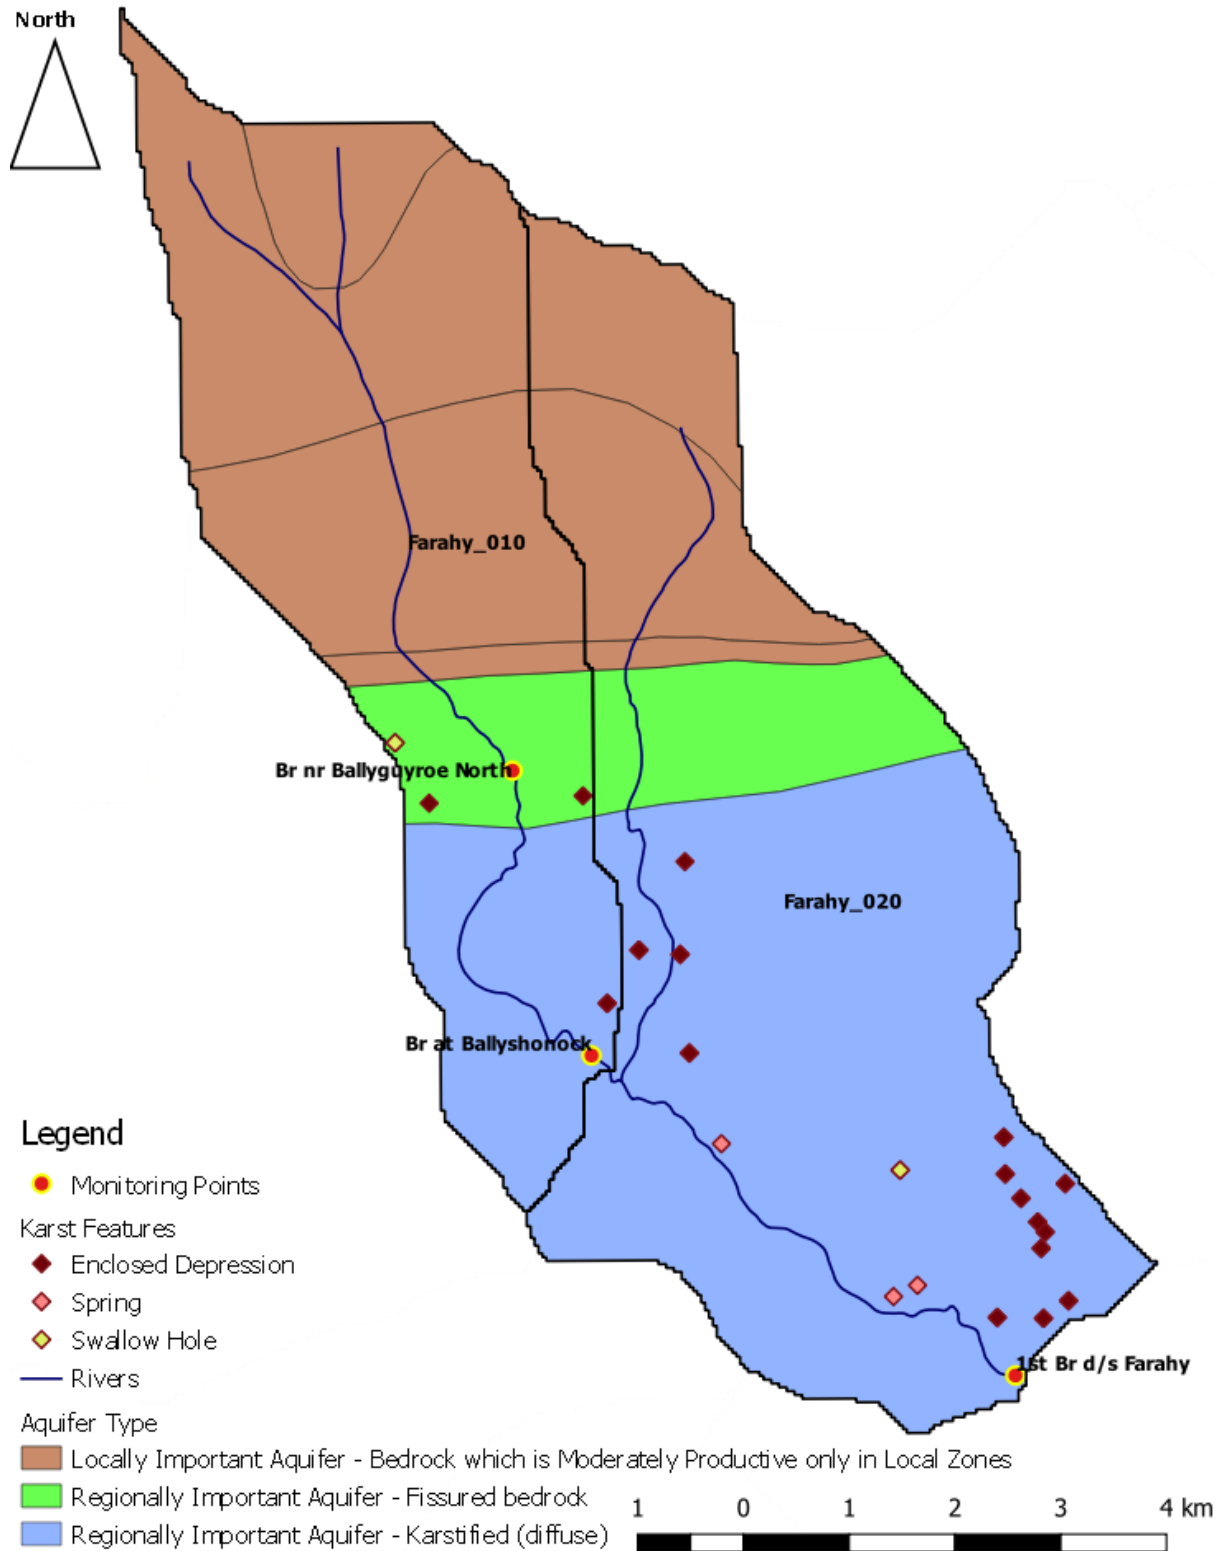 North
Farahy_010
Br nr Ballyguyroe North
Farahy_020
Br at Ballyshonock
Legend
Monitoring Points
Karst Features
Enclosed Depression
Spring
Swallow Hole
1st Br d/s Farahy
Rivers
Aquifer Type
Locally Important Aquifer - Bedrock which is Moderately Productive only in Local Zones
Regionally Important Aquifer - Fissured bedrock
1 0 1 2 3 4 km
Regionally Important Aquifer - Karstified (diffuse)